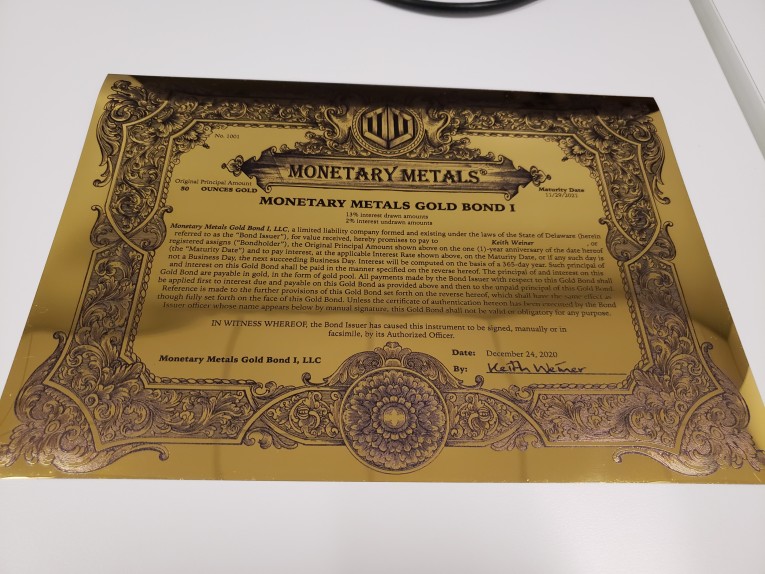 No. 1001
MONETARY METALS®
Original Principal Amount
50 OUNCES GOLD
Maturity Date
11/29/2021
MONETARY METALS GOLD BOND I
13% interest drawn amounts
2% interest undrawn amounts
Monetary Metals Gold Bond I, LLC, a limited liability company formed and existing under the laws of the State of Delaware (herein
referred to as the "Bond Issuer"), for value received, hereby promises to pay to Keith Weiner , or
registered assigns ("Bondholder"), the Original Principal Amount shown above on the one (1)-year anniversary of the date hereof
(the "Maturity Date") and to pay interest, at the applicable Interest Rate shown above, on the Maturity Date, or if any such day is
not a Business Day, the next succeeding Business Day. Interest will be computed on the basis of a 365-day year. Such principal of
and interest on this Gold Bond shall be paid in the manner specified on the reverse hereof. The principal of and interest on this
Gold Bond are payable in gold, in the form of gold pool. All payments made by the Bond Issuer with respect to this Gold Bond shall
be applied first to interest due and payable on this Gold Bond as provided above and then to the unpaid principal of this Gold Bond.
Reference is made to the further provisions of this Gold Bond set forth on the reverse hereof, which shall have the same effect as
though fully set forth on the face of this Gold Bond. Unless the certificate of authentication hereon has been executed by the Bond
Issuer officer whose name appears below by manual signature, this Gold Bond shall not be valid or obligatory for any purpose.
IN WITNESS WHEREOF, the Bond Issuer has caused this instrument to be signed, manually or in
facsimile, by its Authorized Officer.
Monetary Metals Gold Bond I, LLC
Date: December 24, 2020
By: Keith Weiner